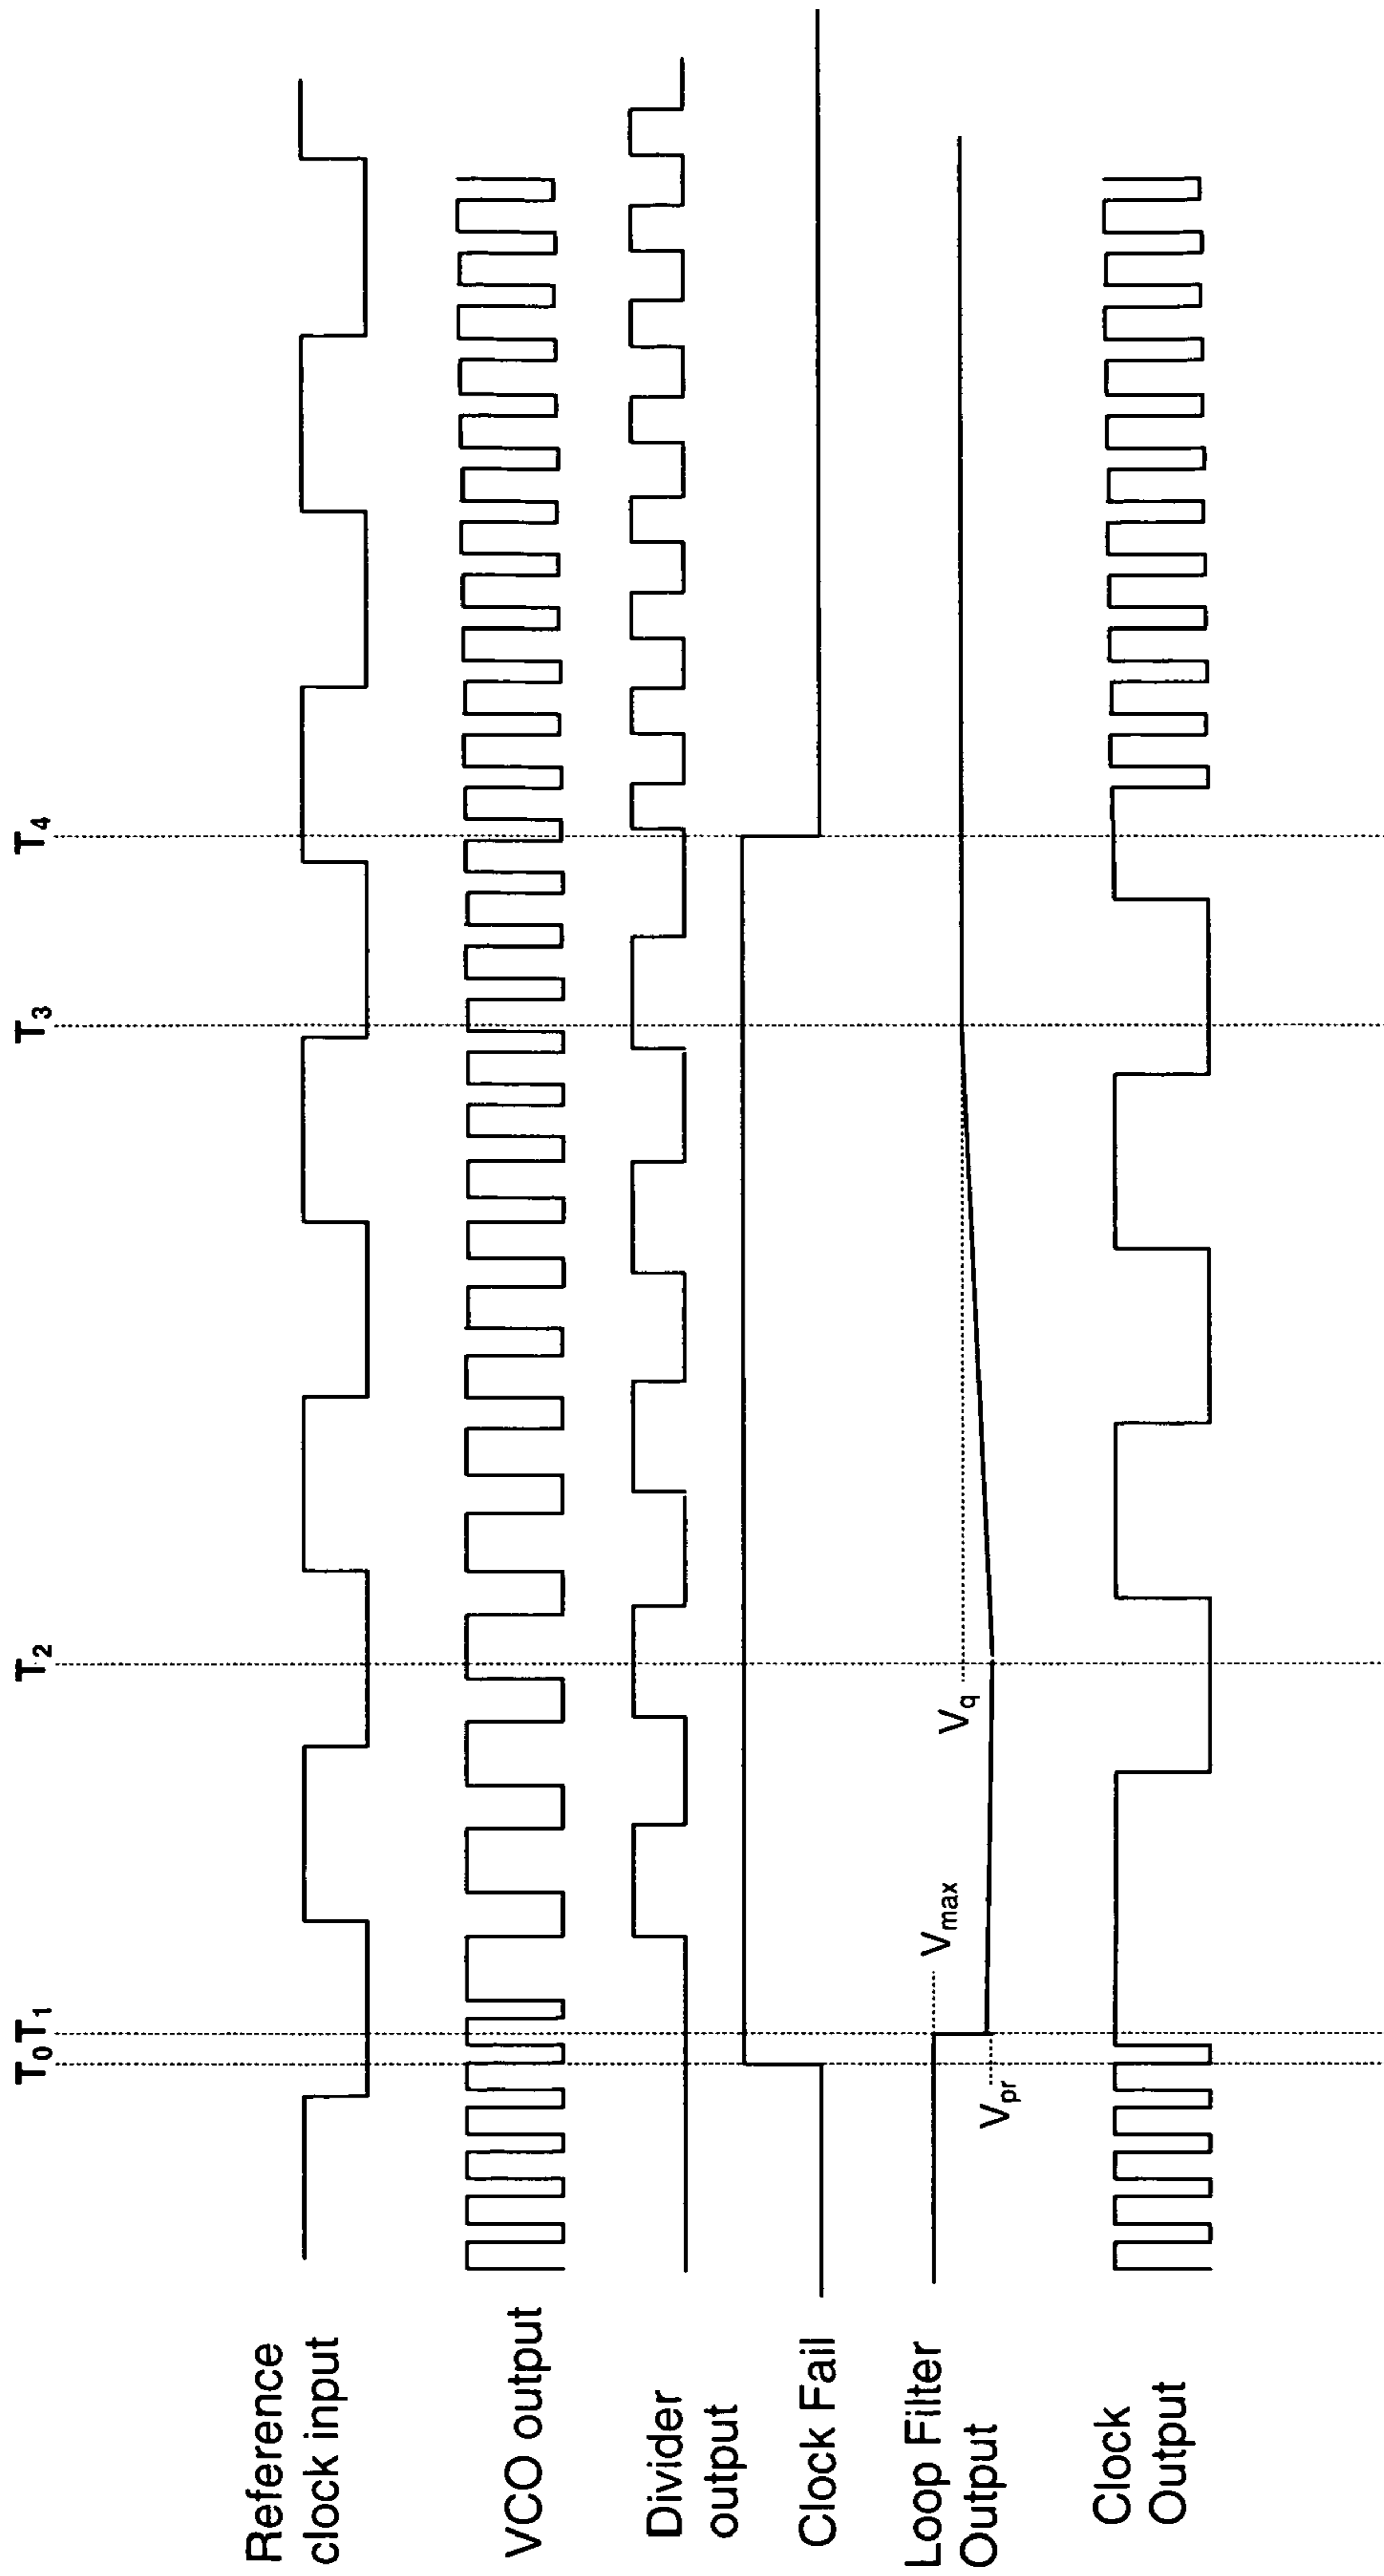 T0 T1
T2
T3
T4
Reference
clock input
VCO output
Divider
output
Clock Fail
Loop Filter
Output
Vmax
Vpr
Vq
Clock
Output